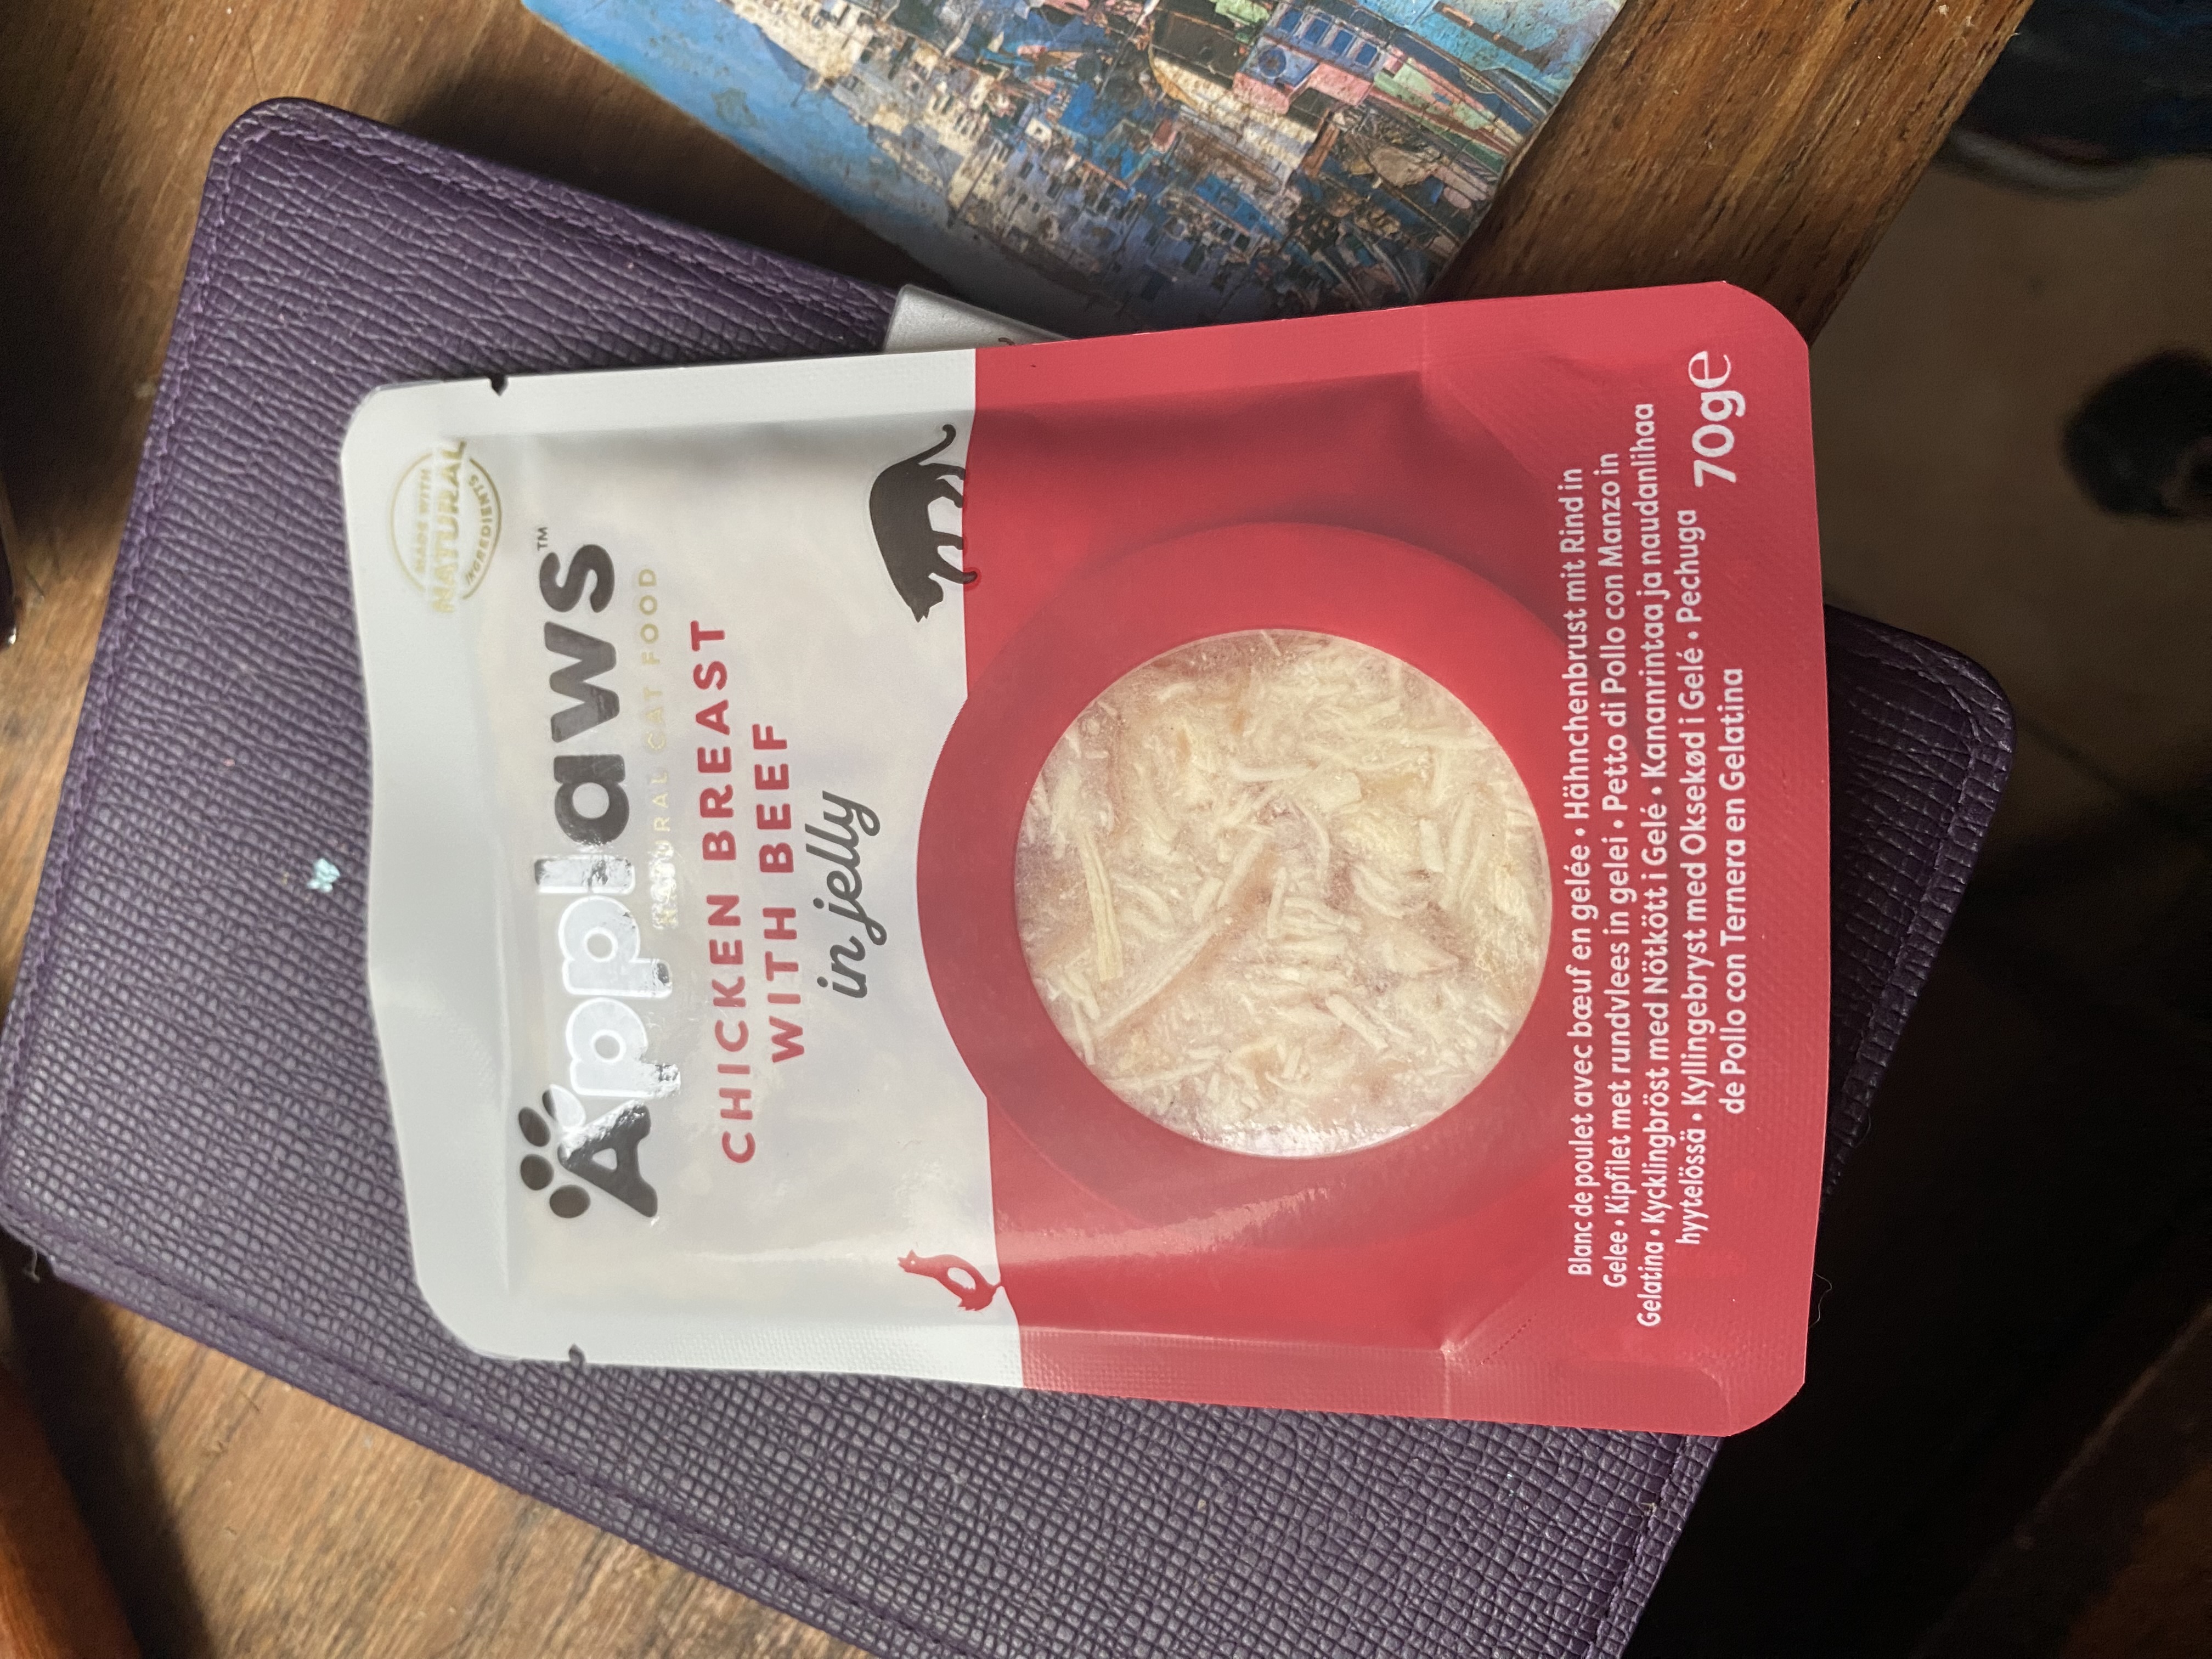 MADE WITH
NATURAL
INGREDIENTS
Applaws™
NATURAL CAT FOOD
CHICKEN BREAST
WITH BEEF
in jelly
Blanc de poulet avec bœuf en gelée • Hähnchenbrust mit Rind in
Gelee • Kipfilet met rundvlees in gelei • Petto di Pollo con Manzo in
Gelatina • Kycklingbröst med Nötkött i Gelé • Kananrintaa ja naudanlihaa
hyytelössä • Kyllingebryst med Oksekød i Gelé • Pechuga
de Pollo con Ternera en Gelatina
70g℮